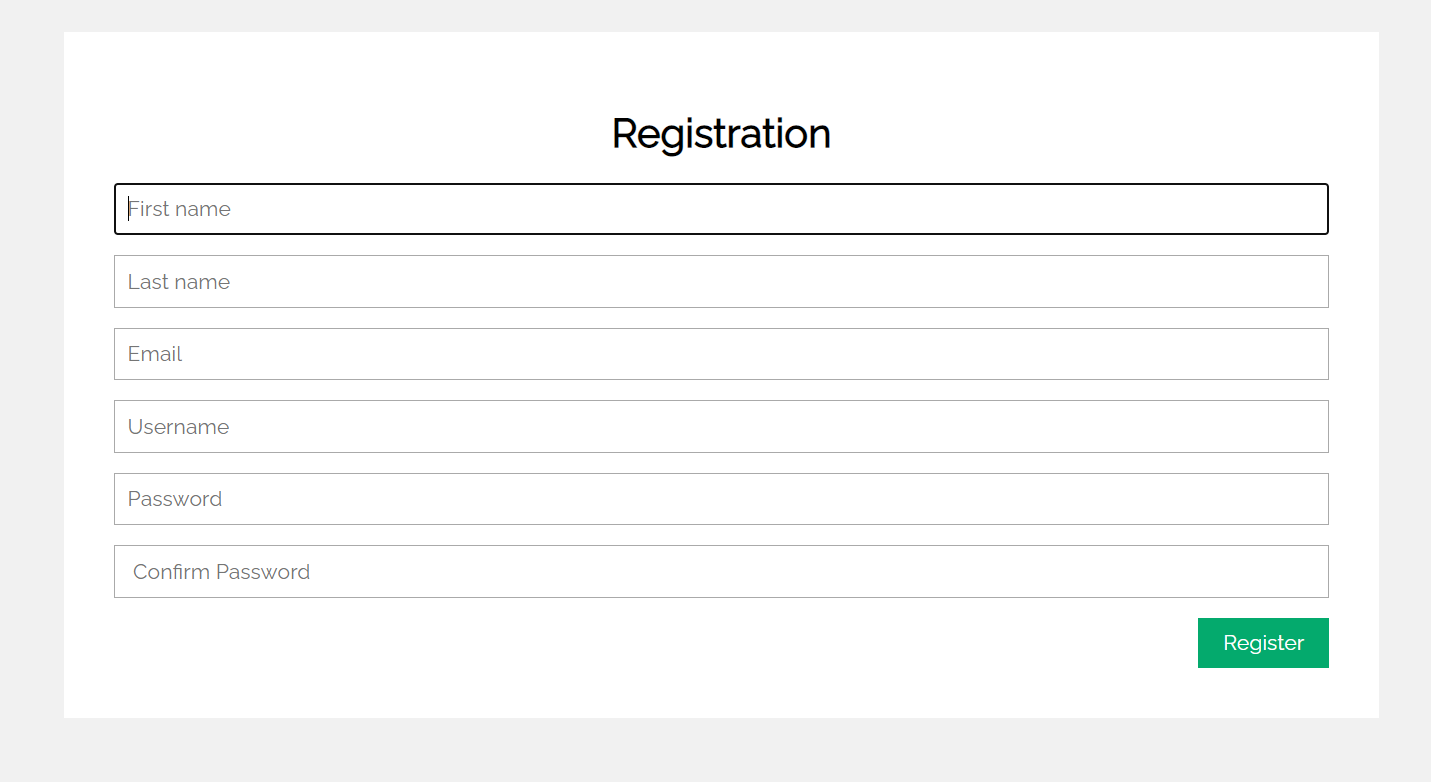 Registration
First name
Last name
Email
Username
Password
Confirm Password
Register